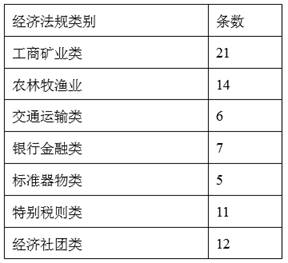 经济法规类别 条数
工商矿业类 21
农林牧渔业 14
交通运输类 6
银行金融类 7
标准器物类 5
特别税则类 11
经济社团类 12